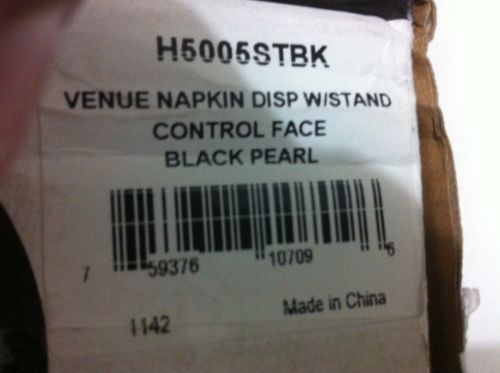 H5005STBK
VENUE NAPKIN DISP W/STAND
CONTROL FACE
BLACK PEARL
7 59376 10709 6
Made in China
1142